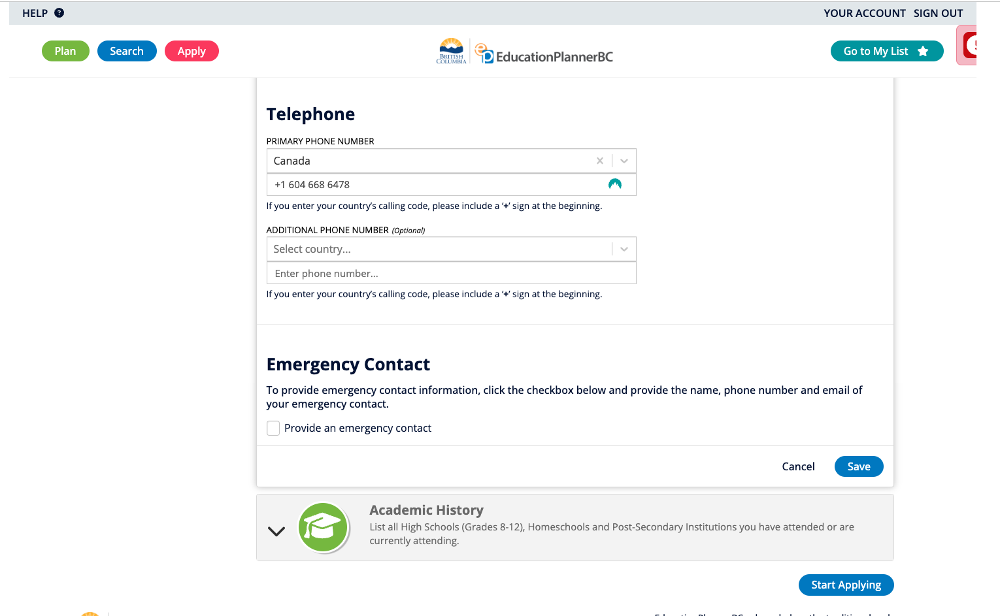 HELP ?
YOUR ACCOUNT SIGN OUT
Plan
Search
Apply
BRITISH
COLUMBIA
EducationPlannerBC
Go to My List
Telephone
PRIMARY PHONE NUMBER
Canada
+1 604 668 6478
If you enter your country's calling code, please include a '+' sign at the beginning.
ADDITIONAL PHONE NUMBER (Optional)
Select country...
Enter phone number...
If you enter your country's calling code, please include a '+' sign at the beginning.
Emergency Contact
To provide emergency contact information, click the checkbox below and provide the name, phone number and email of
your emergency contact.
Provide an emergency contact
Cancel
Save
Academic History
List all High Schools (Grades 8-12), Homeschools and Post-Secondary Institutions you have attended or are
currently attending.
Start Applying